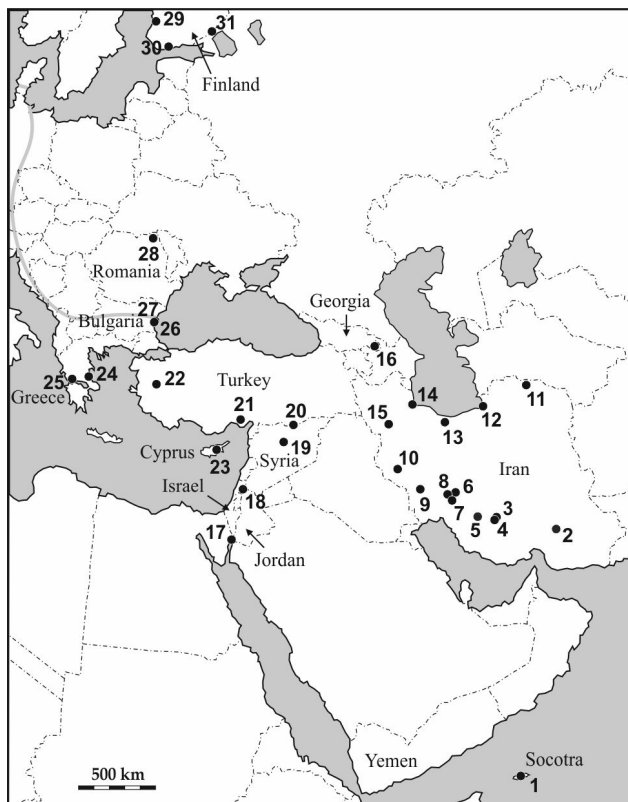 29
31
30
Finland
28
Romania
Georgia
27
Bulgaria
26
16
25
24
22
Turkey
14
11
Greece
21
20
15
12
13
Cyprus
19
23
Syria
10
Iran
Israel
18
8
6
9
7
3
5
4
2
17
Jordan
500 km
Yemen
Socotra
1